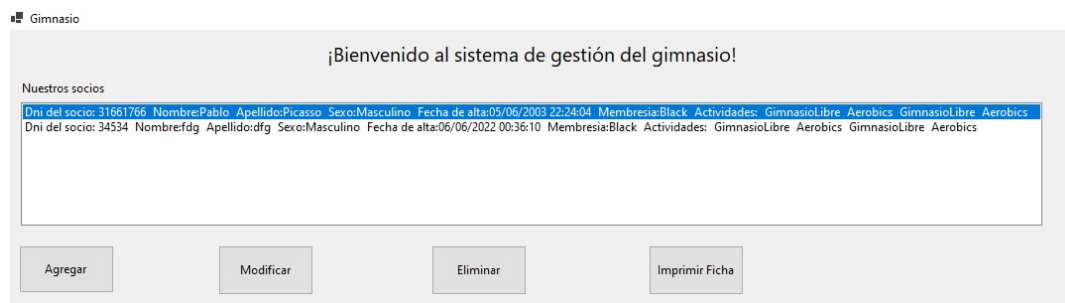 Gimnasio
¡Bienvenido al sistema de gestión del gimnasio!
Nuestros socios
Dni del socio: 31661766 Nombre:Pablo Apellido:Picasso Sexo:Masculino Fecha de alta:05/06/2003 22:24:04 Membresia:Black Actividades: GimnasioLibre Aerobics GimnasioLibre Aerobics
Dni del socio: 34534 Nombre:fdg Apellido:dfg Sexo:Masculino Fecha de alta:06/06/2022 00:36:10 Membresia:Black Actividades: GimnasioLibre Aerobics GimnasioLibre Aerobics
Agregar Modificar Eliminar Imprimir Ficha